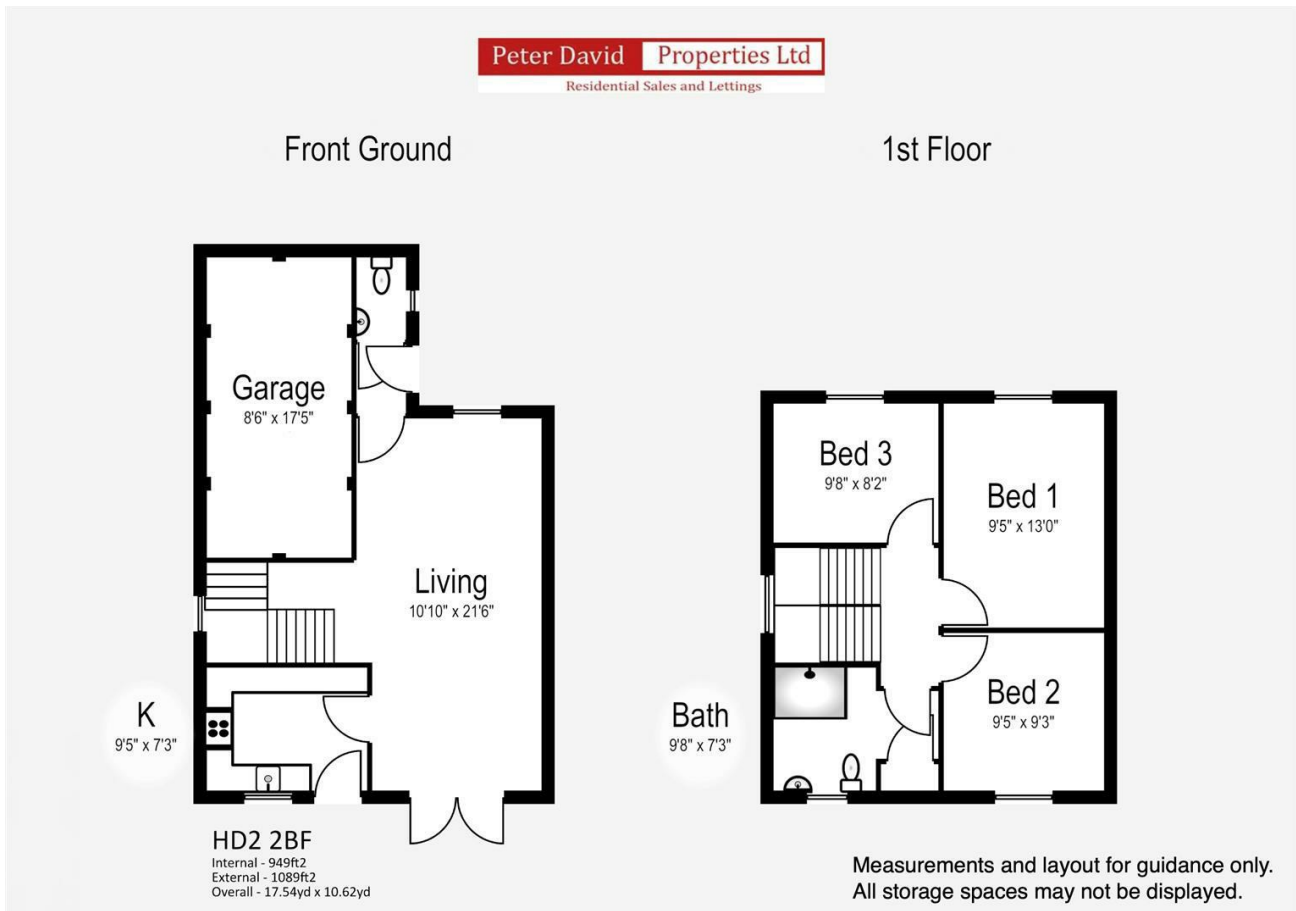 Peter David Properties Ltd
Residential Sales and Lettings
Front Ground
1st Floor
Garage
8'6" x 17'5"
Living
10'10" x 21'6"
K
9'5" x 7'3"
Bed 3
9'8" x 8'2"
Bed 1
9'5" x 13'0"
Bed 2
9'5" x 9'3"
Bath
9'8" x 7'3"
HD2 2BF
Internal - 949ft2
External - 1089ft2
Overall - 17.54yd x 10.62yd
Measurements and layout for guidance only.
All storage spaces may not be displayed.